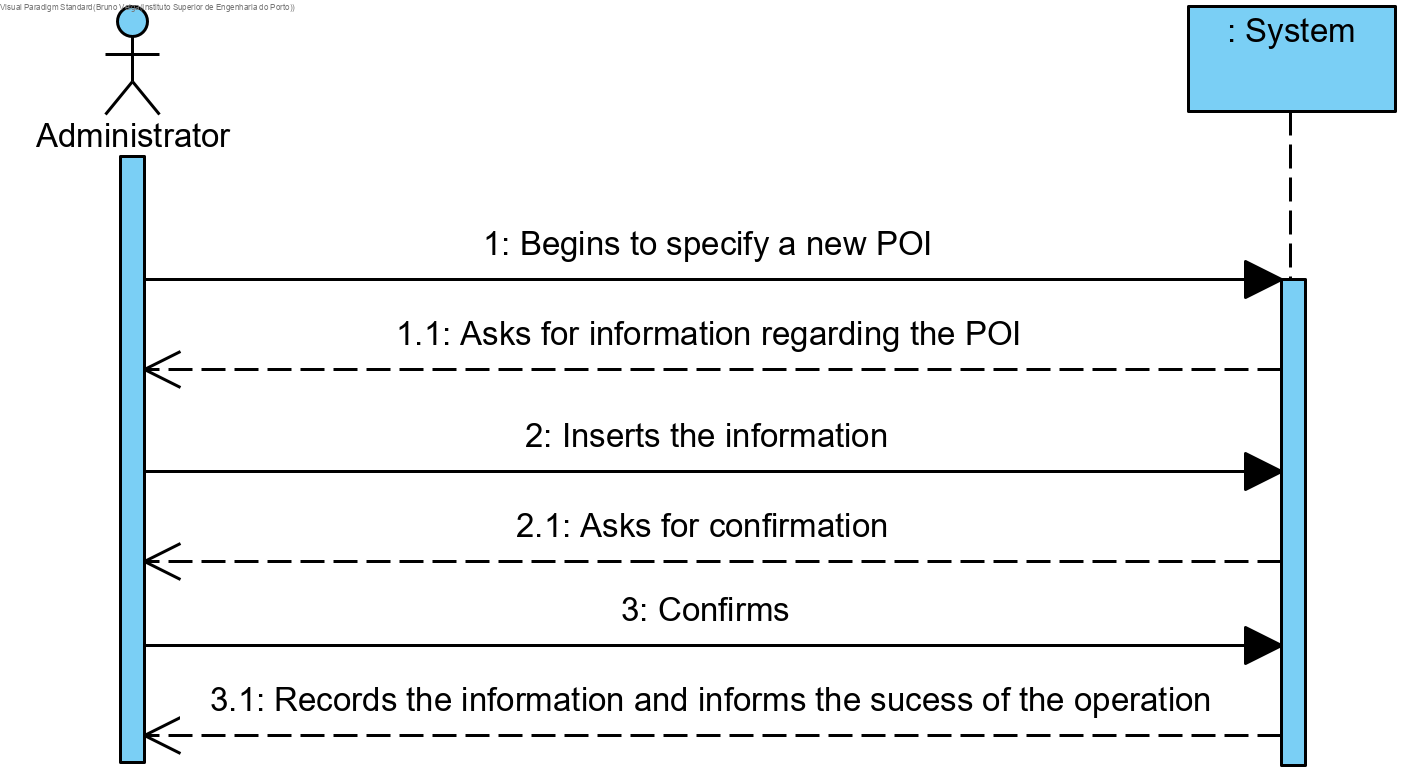 Visual Paradigm Standard(Bruno Instituto Superior de Engenharia do Porto))
: System
Administrator
1: Begins to specify a new POI
1.1: Asks for information regarding the POI
2: Inserts the information
2.1: Asks for confirmation
3: Confirms
3.1: Records the information and informs the sucess of the operation